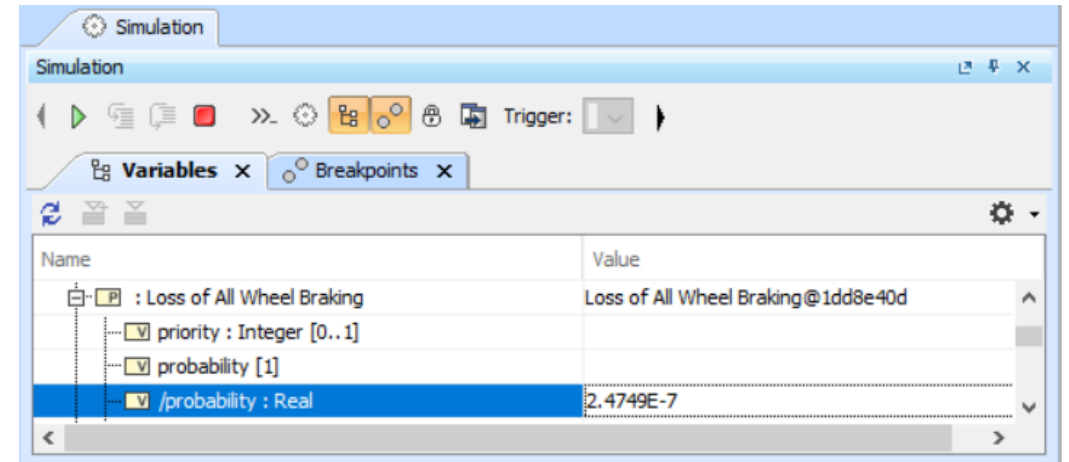 Simulation
Simulation
Trigger:
Variables Breakpoints
Name Value
P : Loss of All Wheel Braking Loss of All Wheel Braking@1dd8e40d
V priority : Integer [0..1]
V probability [1]
V /probability : Real 2.4749E-7